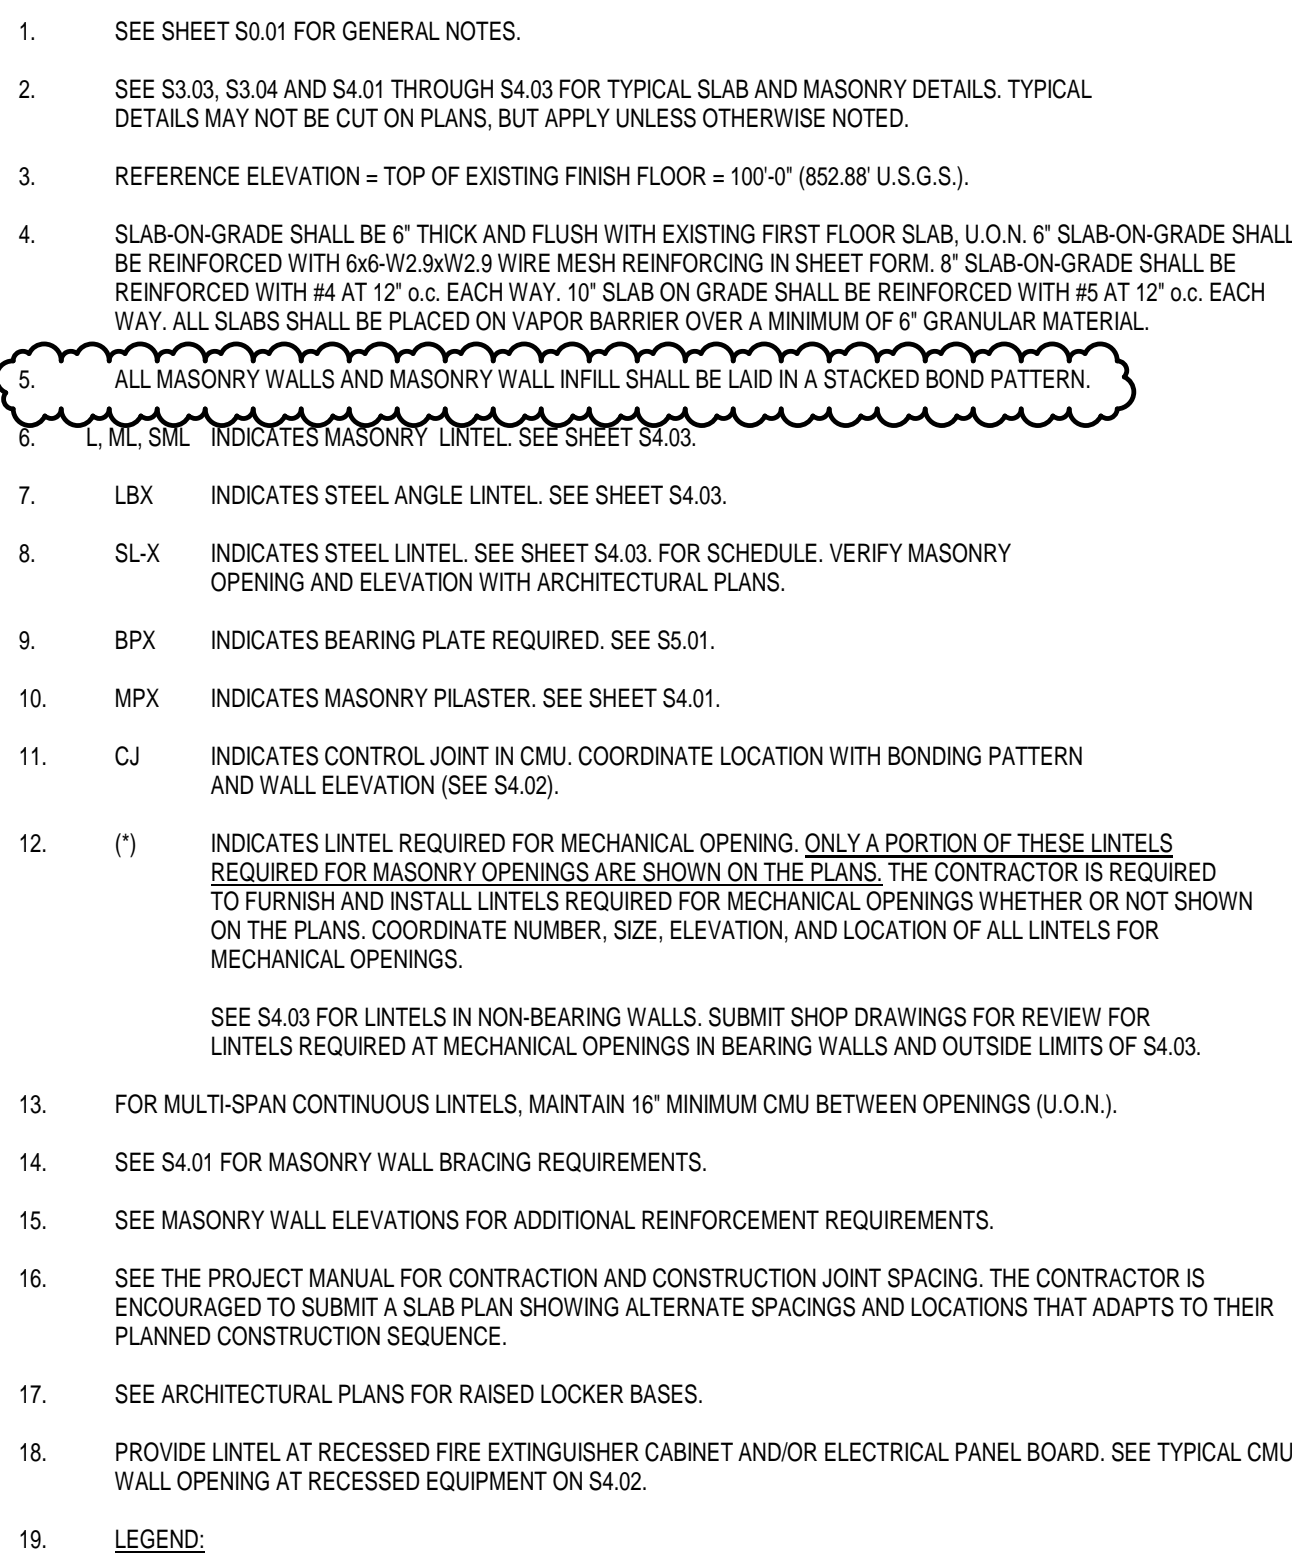 1. SEE SHEET S0.01 FOR GENERAL NOTES.
2. SEE S3.03, S3.04 AND S4.01 THROUGH S4.03 FOR TYPICAL SLAB AND MASONRY DETAILS. TYPICAL
DETAILS MAY NOT BE CUT ON PLANS, BUT APPLY UNLESS OTHERWISE NOTED.
3. REFERENCE ELEVATION = TOP OF EXISTING FINISH FLOOR = 100'-0" (852.88' U.S.G.S.).
4. SLAB-ON-GRADE SHALL BE 6" THICK AND FLUSH WITH EXISTING FIRST FLOOR SLAB, U.O.N. 6" SLAB-ON-GRADE SHALL
BE REINFORCED WITH 6x6-W2.9xW2.9 WIRE MESH REINFORCING IN SHEET FORM. 8" SLAB-ON-GRADE SHALL BE
REINFORCED WITH #4 AT 12" o.c. EACH WAY. 10" SLAB ON GRADE SHALL BE REINFORCED WITH #5 AT 12" o.c. EACH
WAY. ALL SLABS SHALL BE PLACED ON VAPOR BARRIER OVER A MINIMUM OF 6" GRANULAR MATERIAL.
5. ALL MASONRY WALLS AND MASONRY WALL INFILL SHALL BE LAID IN A STACKED BOND PATTERN.
6. L, ML, SML INDICATES MASONRY LINTEL. SEE SHEET S4.03.
7. LBX INDICATES STEEL ANGLE LINTEL. SEE SHEET S4.03.
8. SL-X INDICATES STEEL LINTEL. SEE SHEET S4.03. FOR SCHEDULE. VERIFY MASONRY
OPENING AND ELEVATION WITH ARCHITECTURAL PLANS.
9. BPX INDICATES BEARING PLATE REQUIRED. SEE S5.01.
10. MPX INDICATES MASONRY PILASTER. SEE SHEET S4.01.
11. CJ INDICATES CONTROL JOINT IN CMU. COORDINATE LOCATION WITH BONDING PATTERN
AND WALL ELEVATION (SEE S4.02).
12. (*) INDICATES LINTEL REQUIRED FOR MECHANICAL OPENING. ONLY A PORTION OF THESE LINTELS
REQUIRED FOR MASONRY OPENINGS ARE SHOWN ON THE PLANS. THE CONTRACTOR IS REQUIRED
TO FURNISH AND INSTALL LINTELS REQUIRED FOR MECHANICAL OPENINGS WHETHER OR NOT SHOWN
ON THE PLANS. COORDINATE NUMBER, SIZE, ELEVATION, AND LOCATION OF ALL LINTELS FOR
MECHANICAL OPENINGS.
SEE S4.03 FOR LINTELS IN NON-BEARING WALLS. SUBMIT SHOP DRAWINGS FOR REVIEW FOR
LINTELS REQUIRED AT MECHANICAL OPENINGS IN BEARING WALLS AND OUTSIDE LIMITS OF S4.03.
13. FOR MULTI-SPAN CONTINUOUS LINTELS, MAINTAIN 16" MINIMUM CMU BETWEEN OPENINGS (U.O.N.).
14. SEE S4.01 FOR MASONRY WALL BRACING REQUIREMENTS.
15. SEE MASONRY WALL ELEVATIONS FOR ADDITIONAL REINFORCEMENT REQUIREMENTS.
16. SEE THE PROJECT MANUAL FOR CONTRACTION AND CONSTRUCTION JOINT SPACING. THE CONTRACTOR IS
ENCOURAGED TO SUBMIT A SLAB PLAN SHOWING ALTERNATE SPACINGS AND LOCATIONS THAT ADAPTS TO THEIR
PLANNED CONSTRUCTION SEQUENCE.
17. SEE ARCHITECTURAL PLANS FOR RAISED LOCKER BASES.
18. PROVIDE LINTEL AT RECESSED FIRE EXTINGUISHER CABINET AND/OR ELECTRICAL PANEL BOARD. SEE TYPICAL CMU
WALL OPENING AT RECESSED EQUIPMENT ON S4.02.
19. LEGEND: